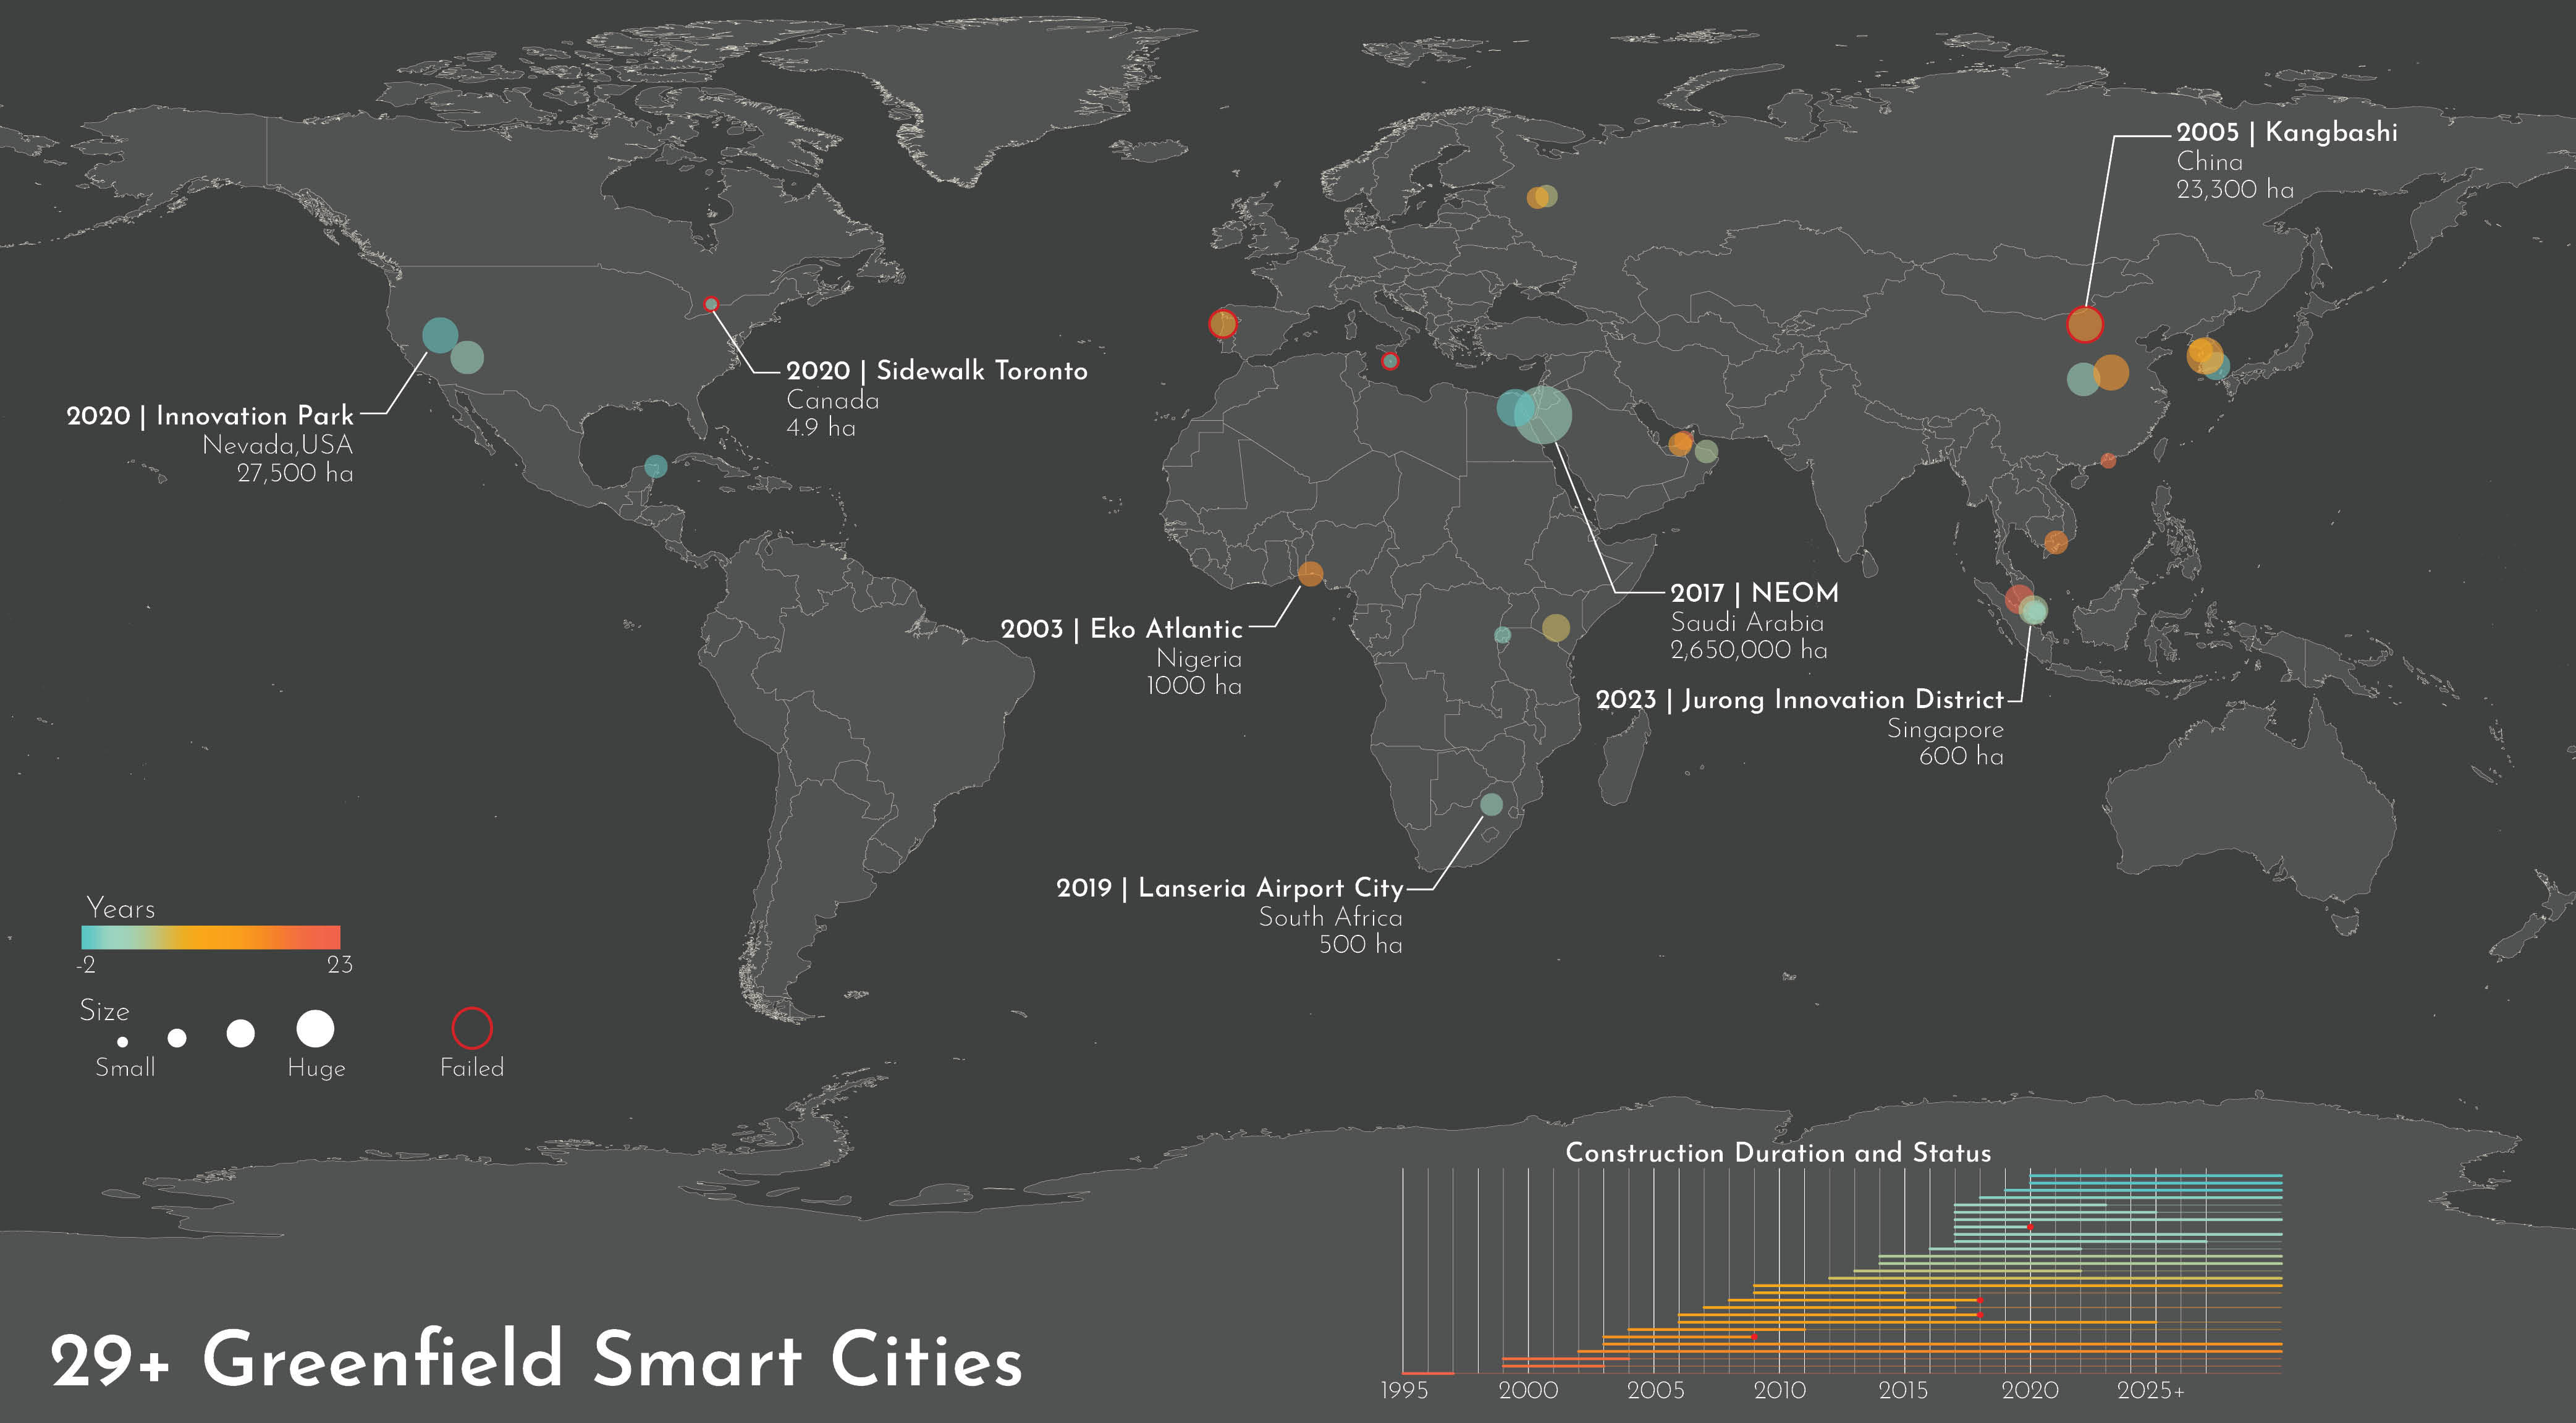 2005 | Kangbashi
China
23,300 ha
2020 | Sidewalk Toronto
Canada
4.9 ha
2020 | Innovation Park
Nevada,USA
27,500 ha
2017 | NEOM
Saudi Arabia
2,650,000 ha
2003 | Eko Atlantic
Nigeria
1000 ha
2023 | Jurong Innovation District
Singapore
600 ha
2019 | Lanseria Airport City
South Africa
500 ha
Years
-2 23
Size
Small Huge Failed
Construction Duration and Status
1995 2000 2005 2010 2015 2020 2025+
29+ Greenfield Smart Cities